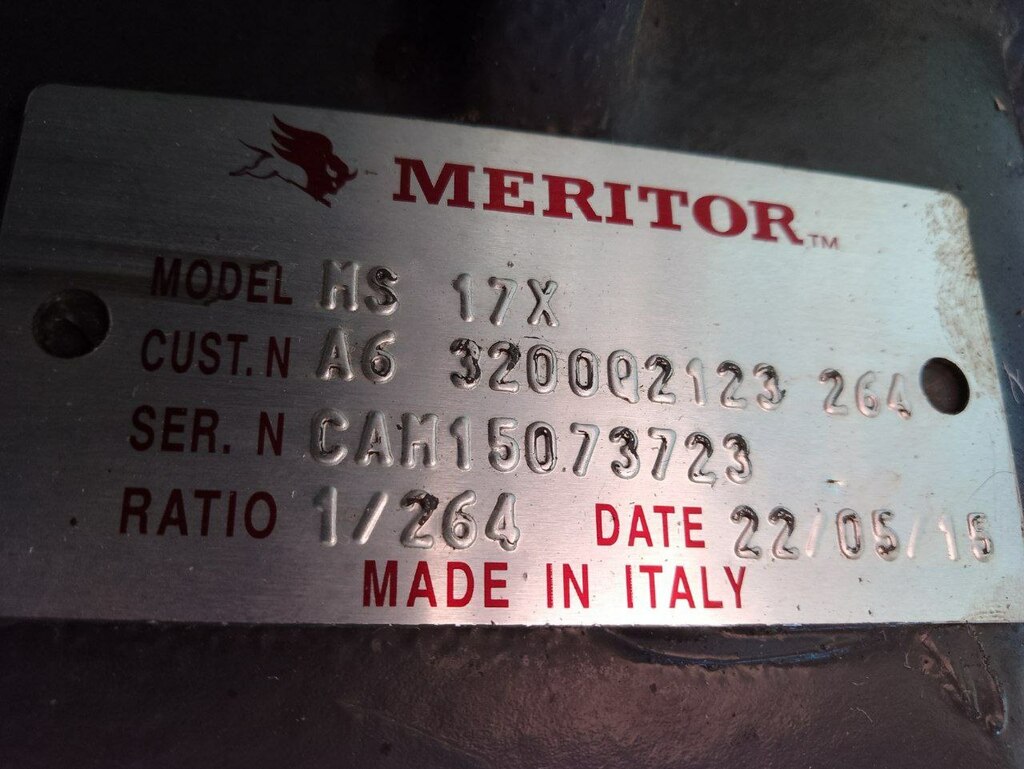 MERITOR™
MODEL MS 17X
CUST. N A6 3200Q2123 264
SER. N CAM15073723
RATIO 1/264 DATE 22/05/15
MADE IN ITALY